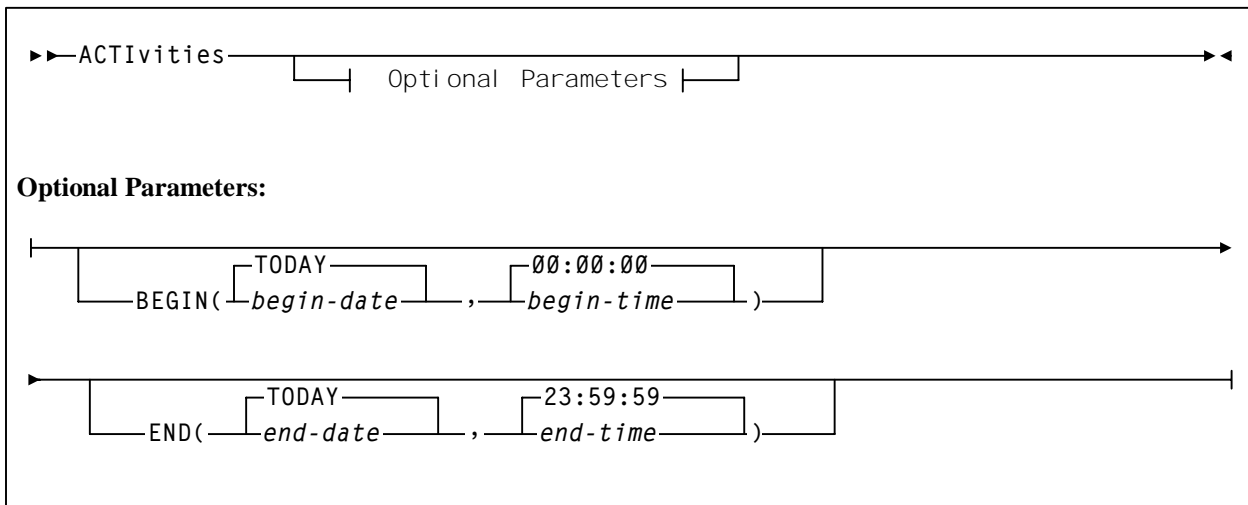 ACTIvities
Optional Parameters
Optional Parameters:
TODAY 00:00:00
BEGIN( begin-date , begin-time )
TODAY 23:59:59
END( end-date , end-time )